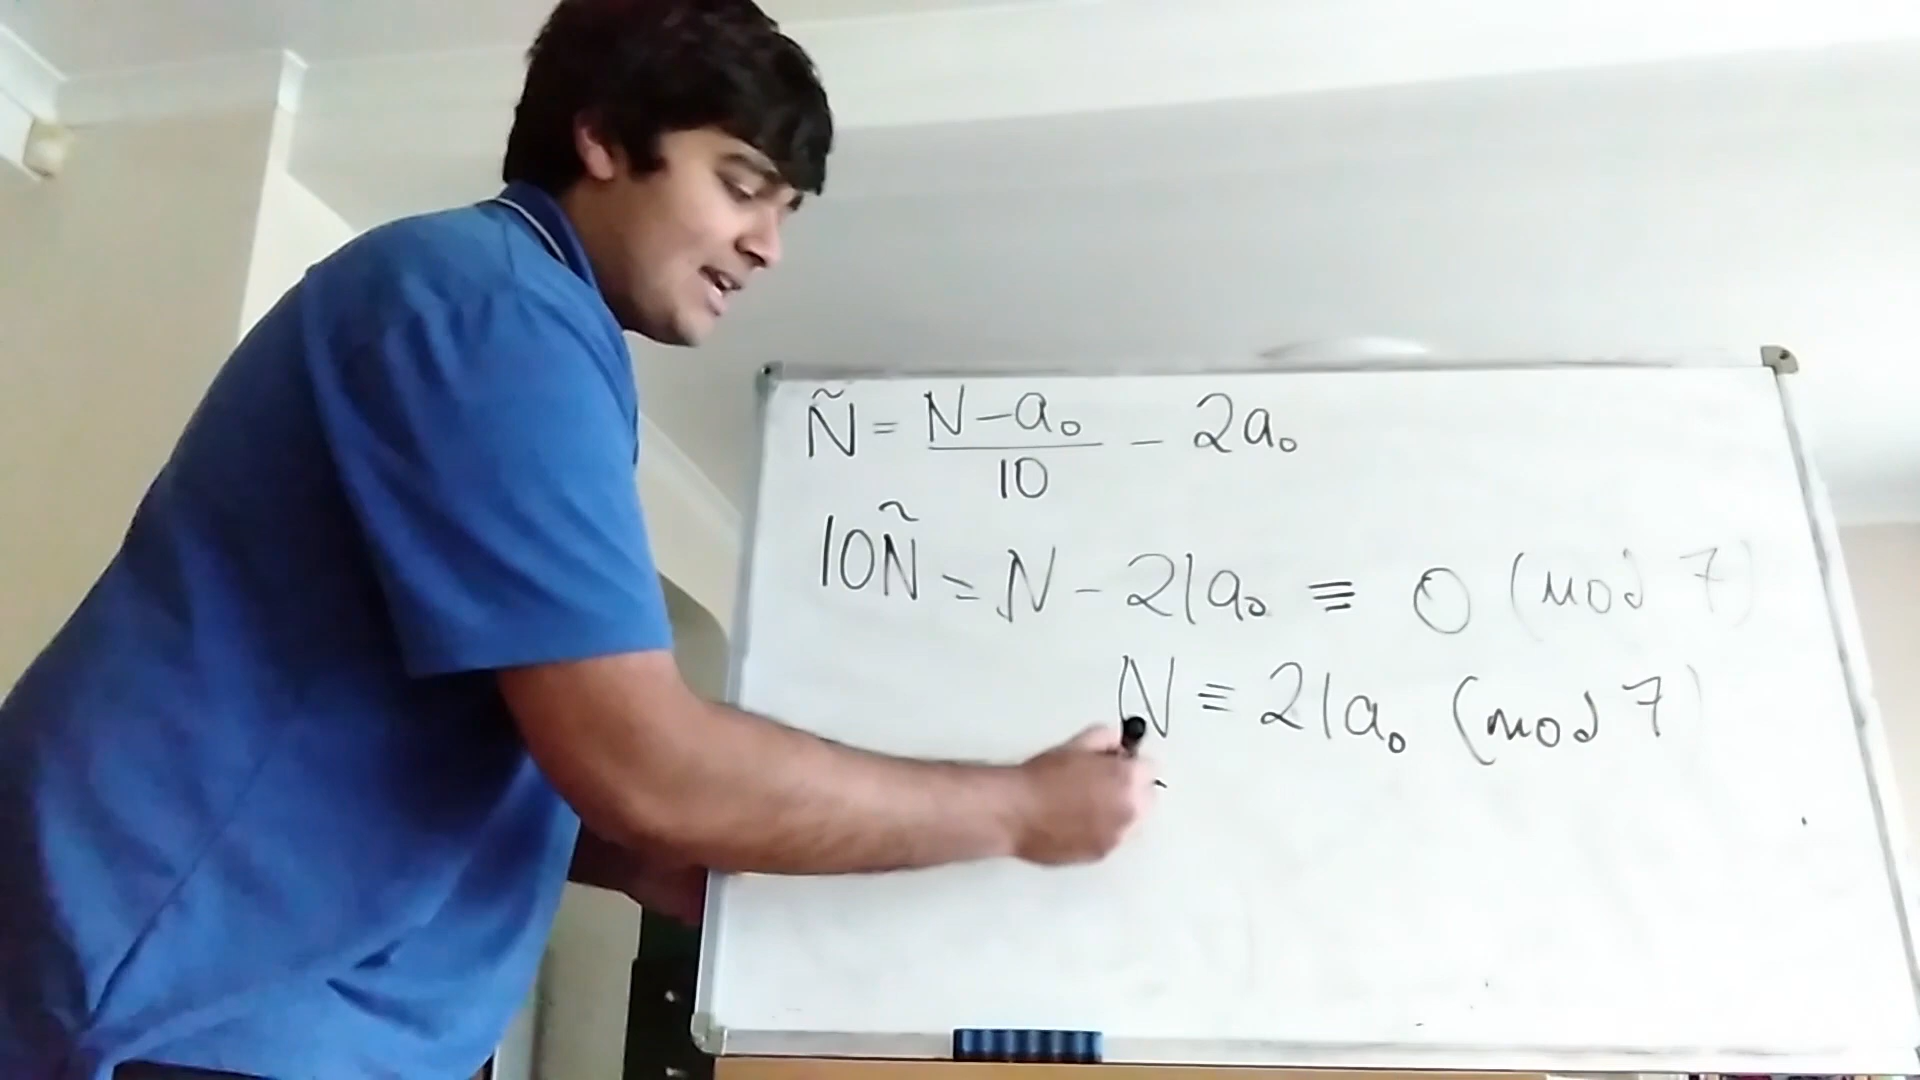 Ñ = N-a₀/10 - 2a₀
10Ñ = N - 21a₀ ≡ 0 (mod 7)
N ≡ 21a₀ (mod 7)